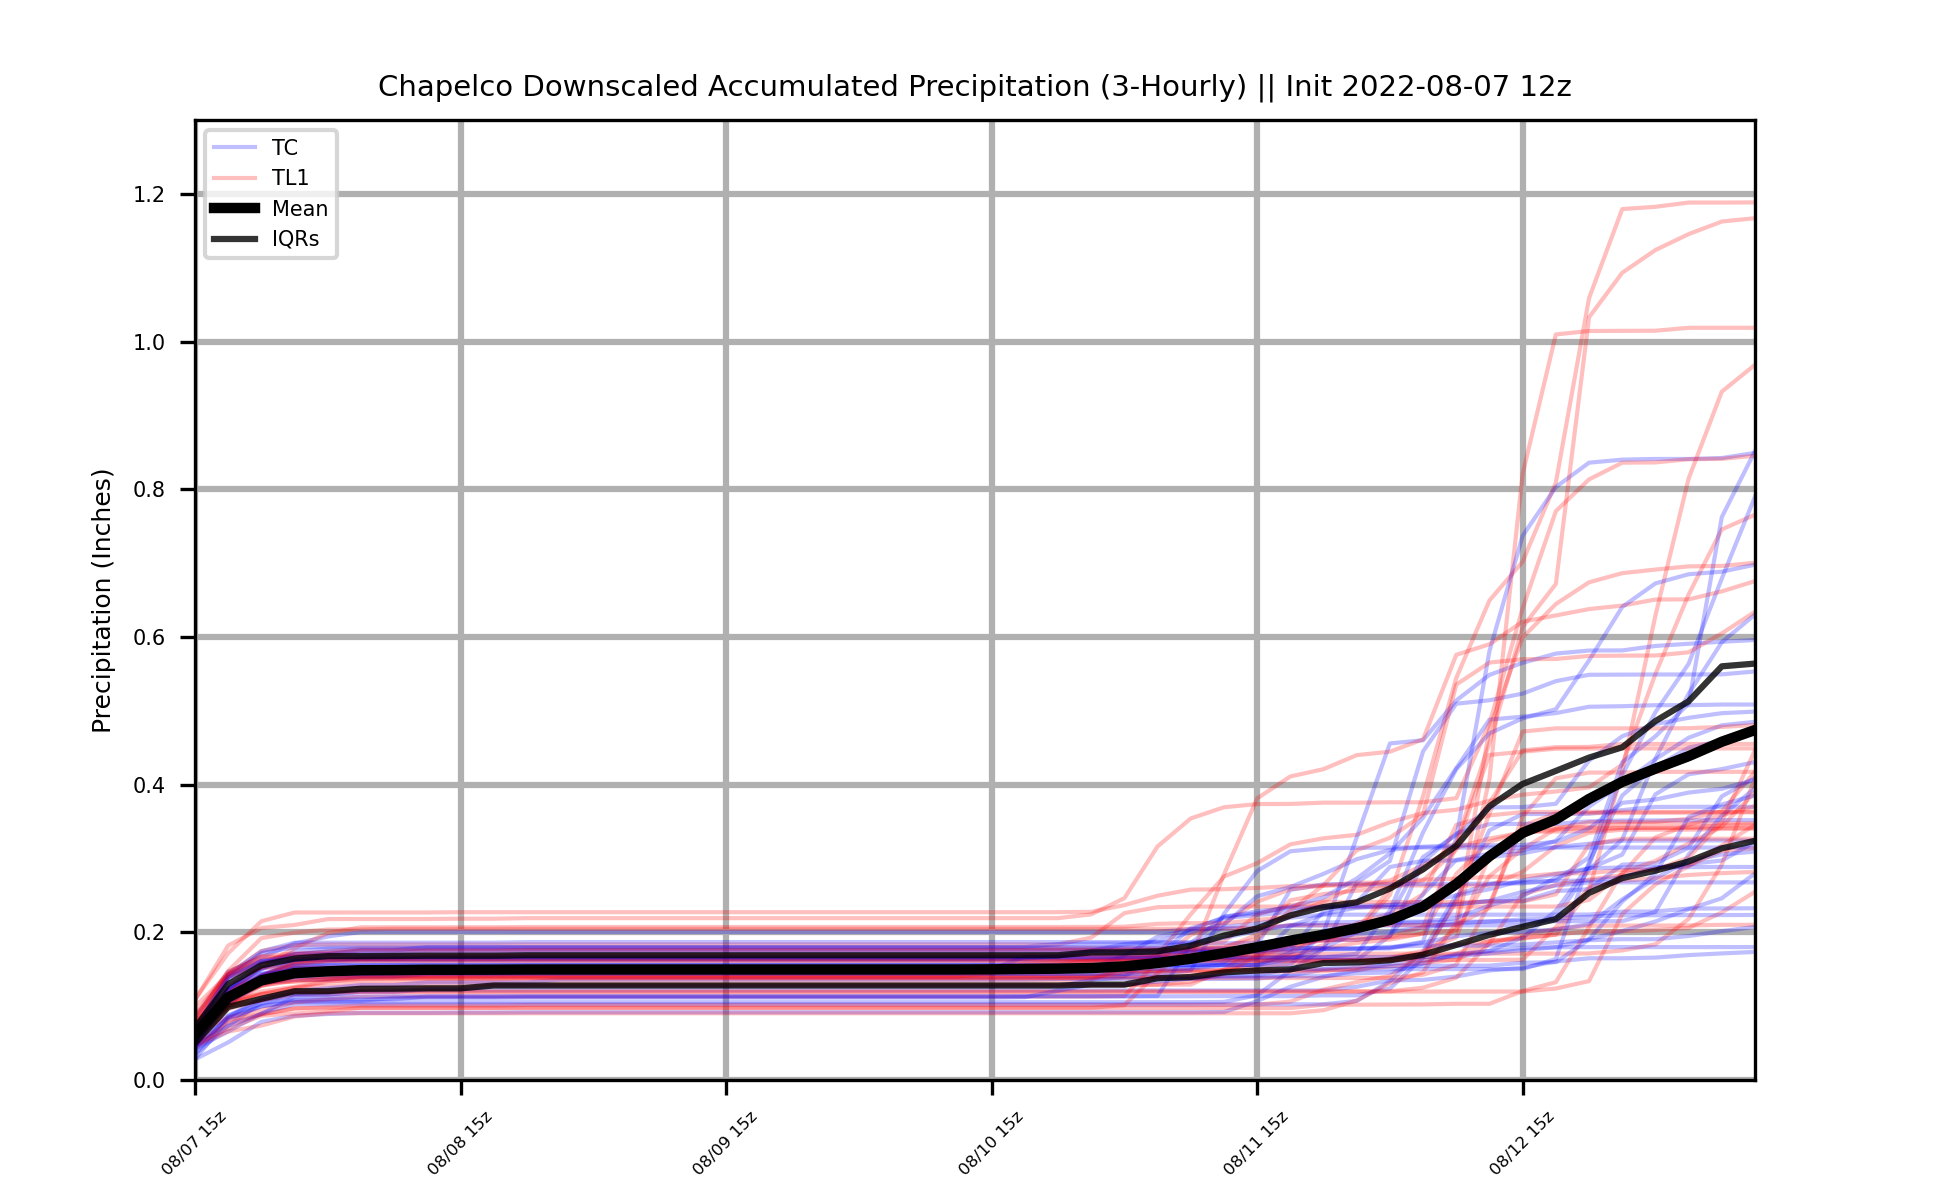 Chapelco Downscaled Accumulated Precipitation (3-Hourly) || Init 2022-08-07 12z
TC
TL1
Mean
IQRs
Precipitation (Inches)
1.2
1.0
0.8
0.6
0.4
0.2
0.0
08/07 15z
08/08 15z
08/09 15z
08/10 15z
08/11 15z
08/12 15z